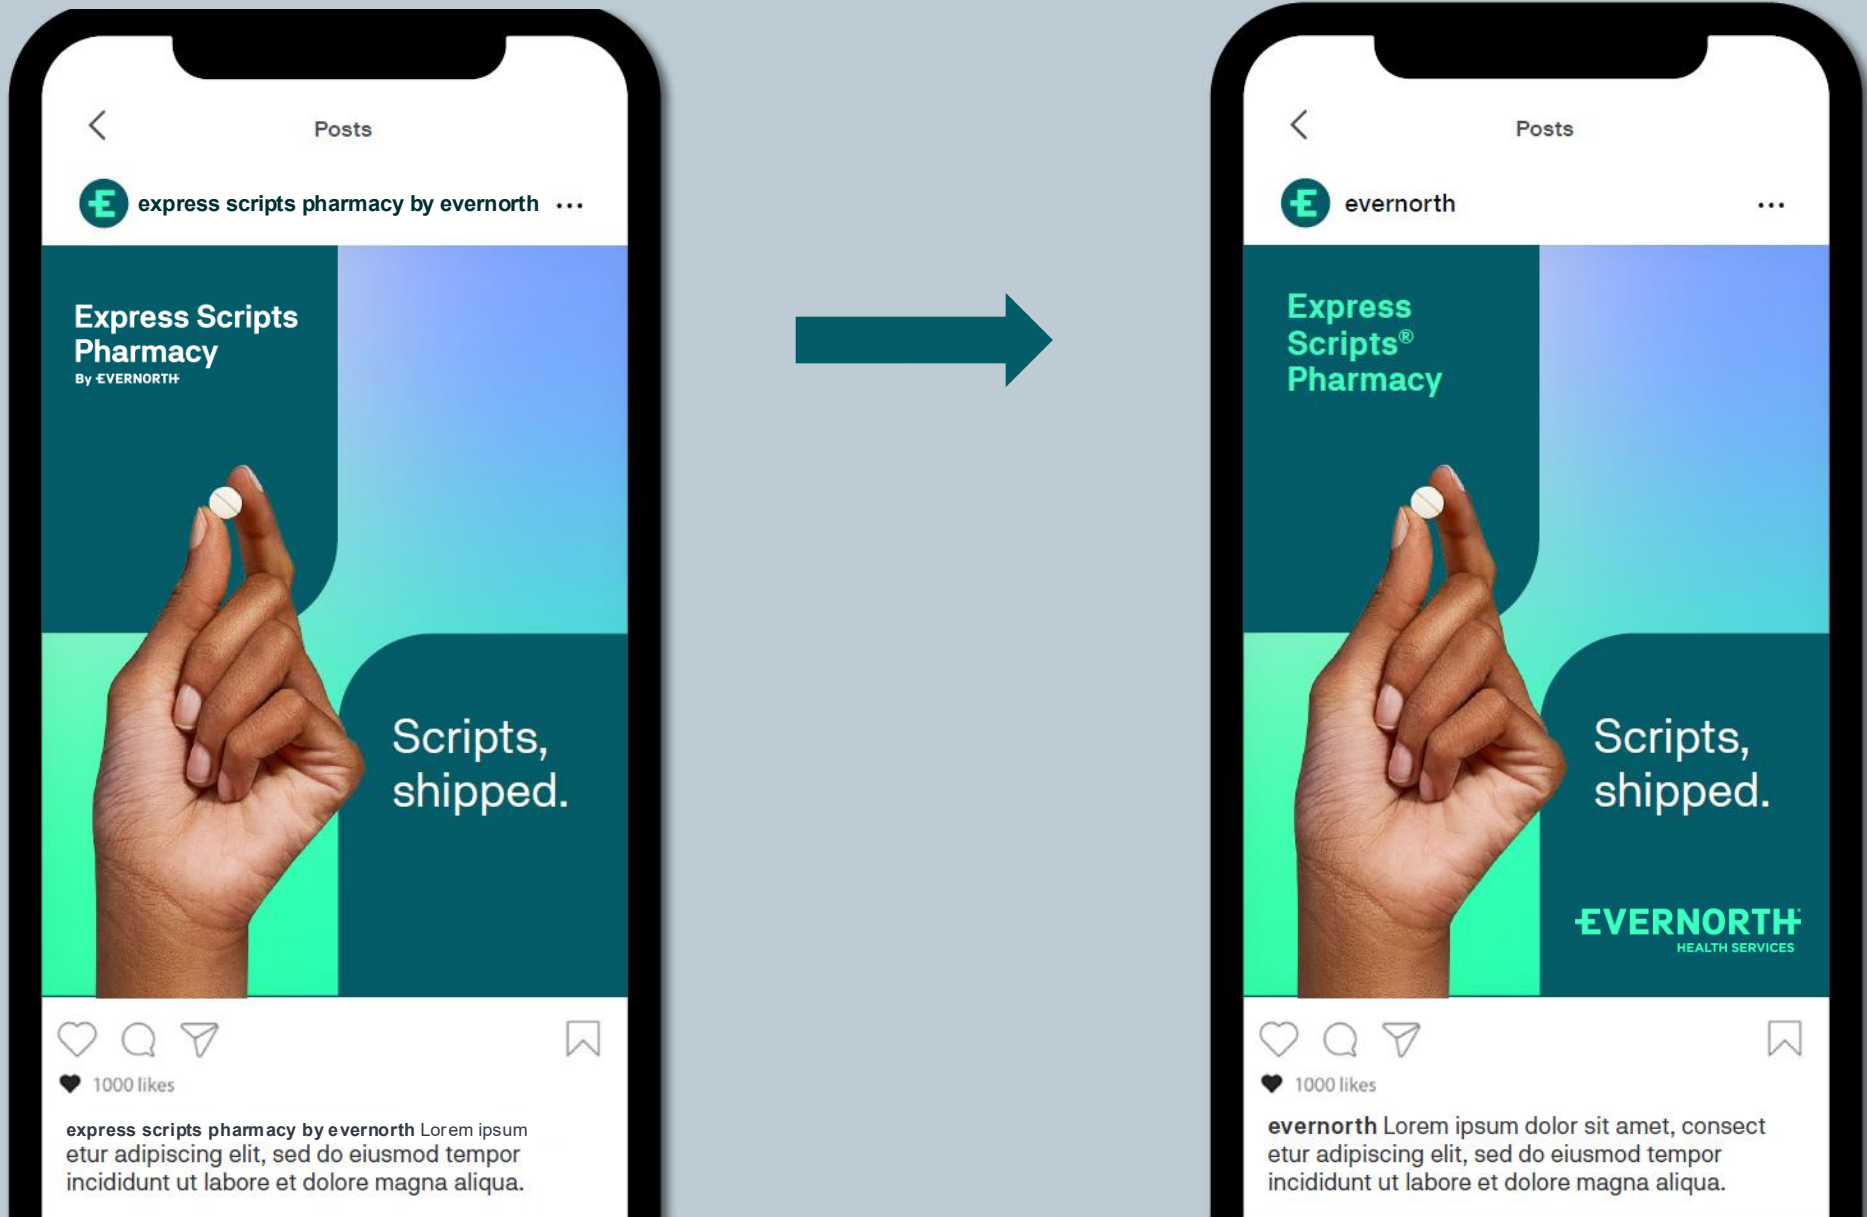 Posts
express scripts pharmacy by evernorth
Express Scripts
Pharmacy
By EVERNORTH
Scripts,
shipped.
1000 likes
express scripts pharmacy by evernorth Lorem ipsum
etur adipiscing elit, sed do eiusmod tempor
incididunt ut labore et dolore magna aliqua.
Posts
evernorth
Express
Scripts®
Pharmacy
Scripts,
shipped.
EVERNORTH
HEALTH SERVICES
1000 likes
evernorth Lorem ipsum dolor sit amet, consect
etur adipiscing elit, sed do eiusmod tempor
incididunt ut labore et dolore magna aliqua.